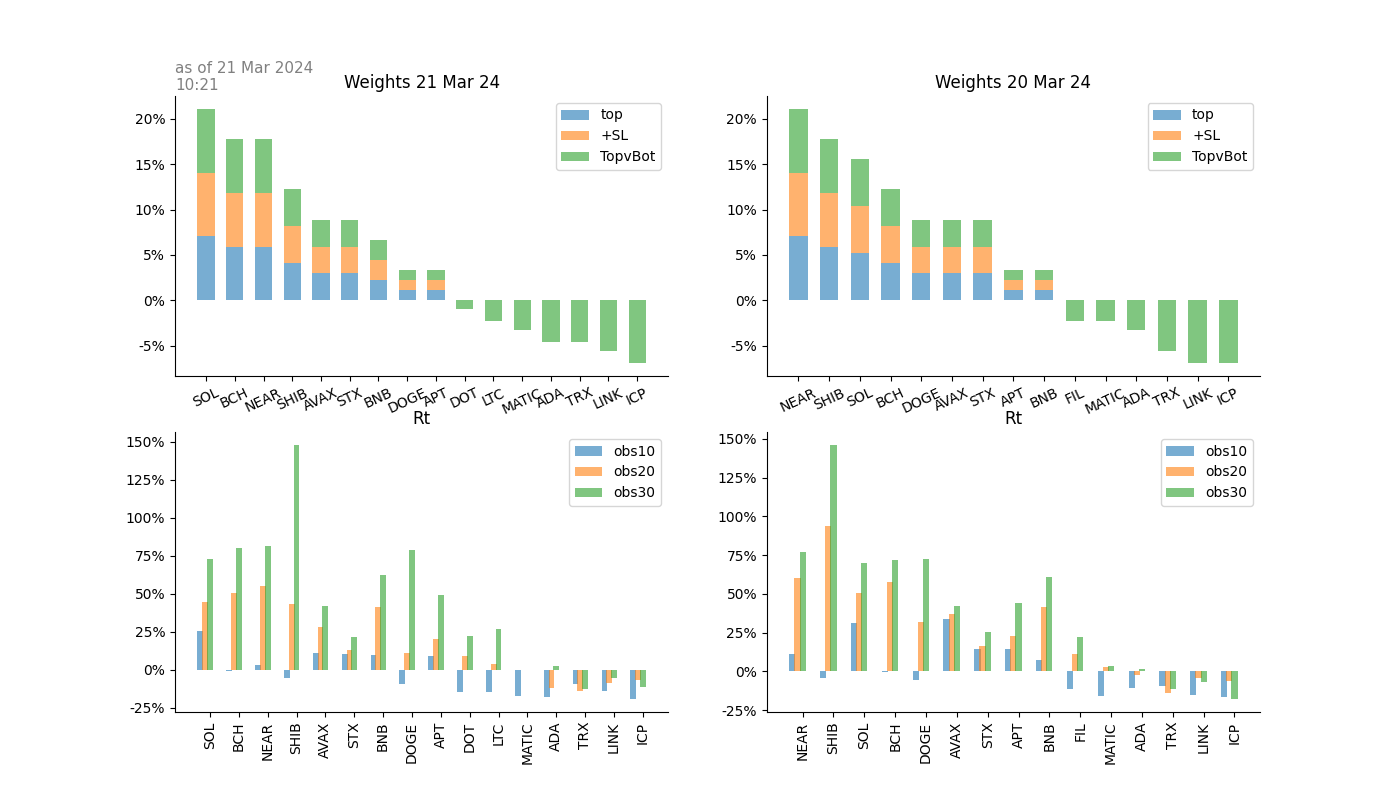 as of 21 Mar 2024
10:21
Weights 21 Mar 24
20%
15%
10%
5%
0%
-5%
top
+SL
TopvBot
SOL BCH NEAR SHIB AVAX STX BNB DOGE APT DOT LTC MATIC ADA TRX LINK ICP
Weights 20 Mar 24
20%
15%
10%
5%
0%
-5%
top
+SL
TopvBot
NEAR SHIB SOL BCH DOGE AVAX STX APT BNB FIL MATIC ADA TRX LINK ICP
Rt
150%
125%
100%
75%
50%
25%
0%
-25%
obs10
obs20
obs30
SOL BCH NEAR SHIB AVAX STX BNB DOGE APT DOT LTC MATIC ADA TRX LINK ICP
Rt
150%
125%
100%
75%
50%
25%
0%
-25%
obs10
obs20
obs30
NEAR SHIB SOL BCH DOGE AVAX STX APT BNB FIL MATIC ADA TRX LINK ICP